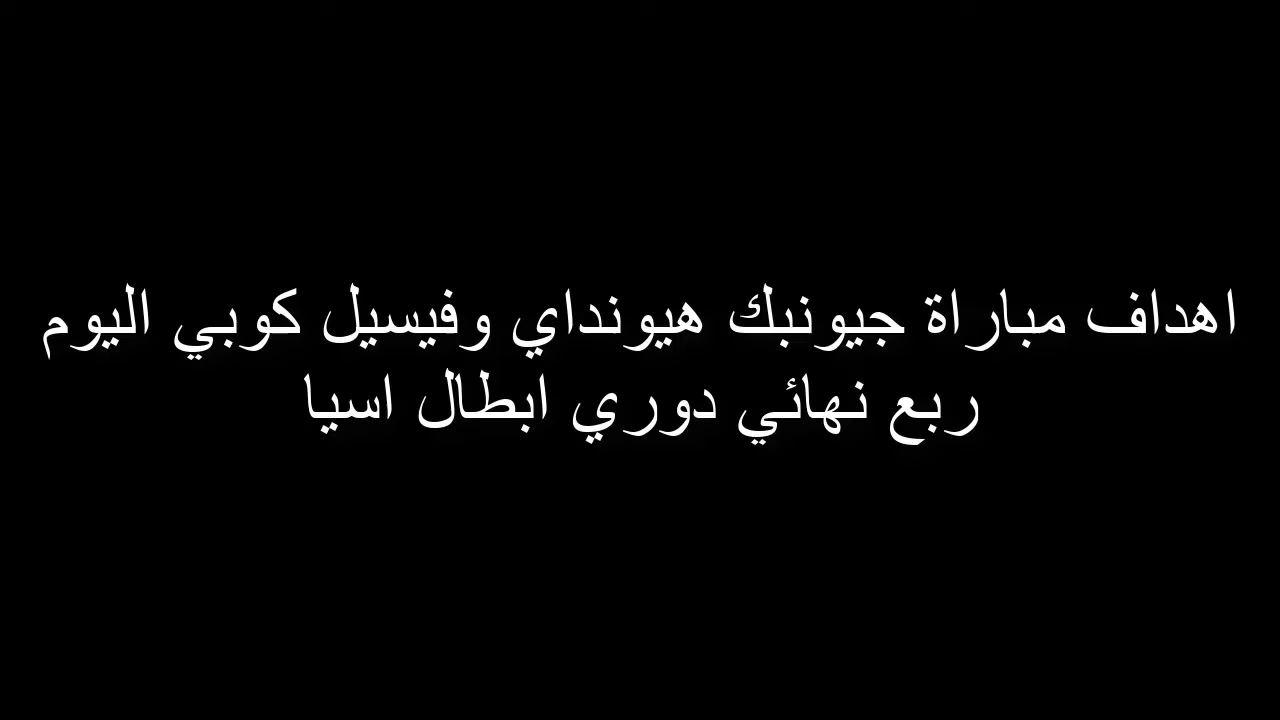 اهداف مباراة جيونبك هيونداي وفيسيل كوبي اليوم
ربع نهائي دوري ابطال اسيا